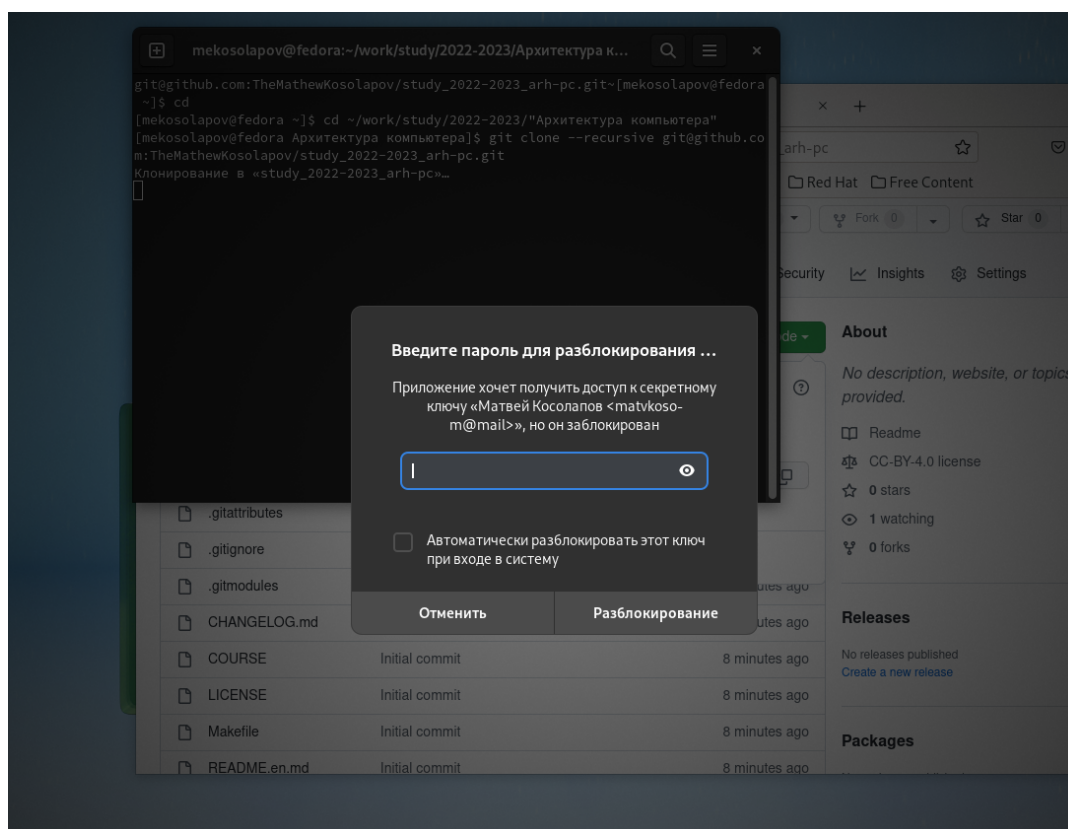 mekosolapov@fedora:~/work/study/2022-2023/Архитектура к...
git@github.com:TheMathewKosolapov/study_2022-2023_arh-pc.git~[mekosolapov@fedora
~]$ cd
[mekosolapov@fedora ~]$ cd ~/work/study/2022-2023/"Архитектура компьютера"
[mekosolapov@fedora Архитектура компьютера]$ git clone --recursive git@github.co
m:TheMathewKosolapov/study_2022-2023_arh-pc.git
Клонирование в «study_2022-2023_arh-pc»…
_arh-pc
Red Hat Free Content
Fork 0 Star 0
Security Insights Settings
Введите пароль для разблокирования ...
Приложение хочет получить доступ к секретному
ключу «Матвей Косолапов <matvkoso-
m@mail>», но он заблокирован
Автоматически разблокировать этот ключ
при входе в систему
Отменить Разблокирование
About
No description, website, or topics
provided.
Readme
CC-BY-4.0 license
0 stars
1 watching
0 forks
Releases
No releases published
Create a new release
Packages
.gitattributes
.gitignore
.gitmodules
CHANGELOG.md
COURSE Initial commit 8 minutes ago
LICENSE Initial commit 8 minutes ago
Makefile Initial commit 8 minutes ago
README.en.md Initial commit 8 minutes ago